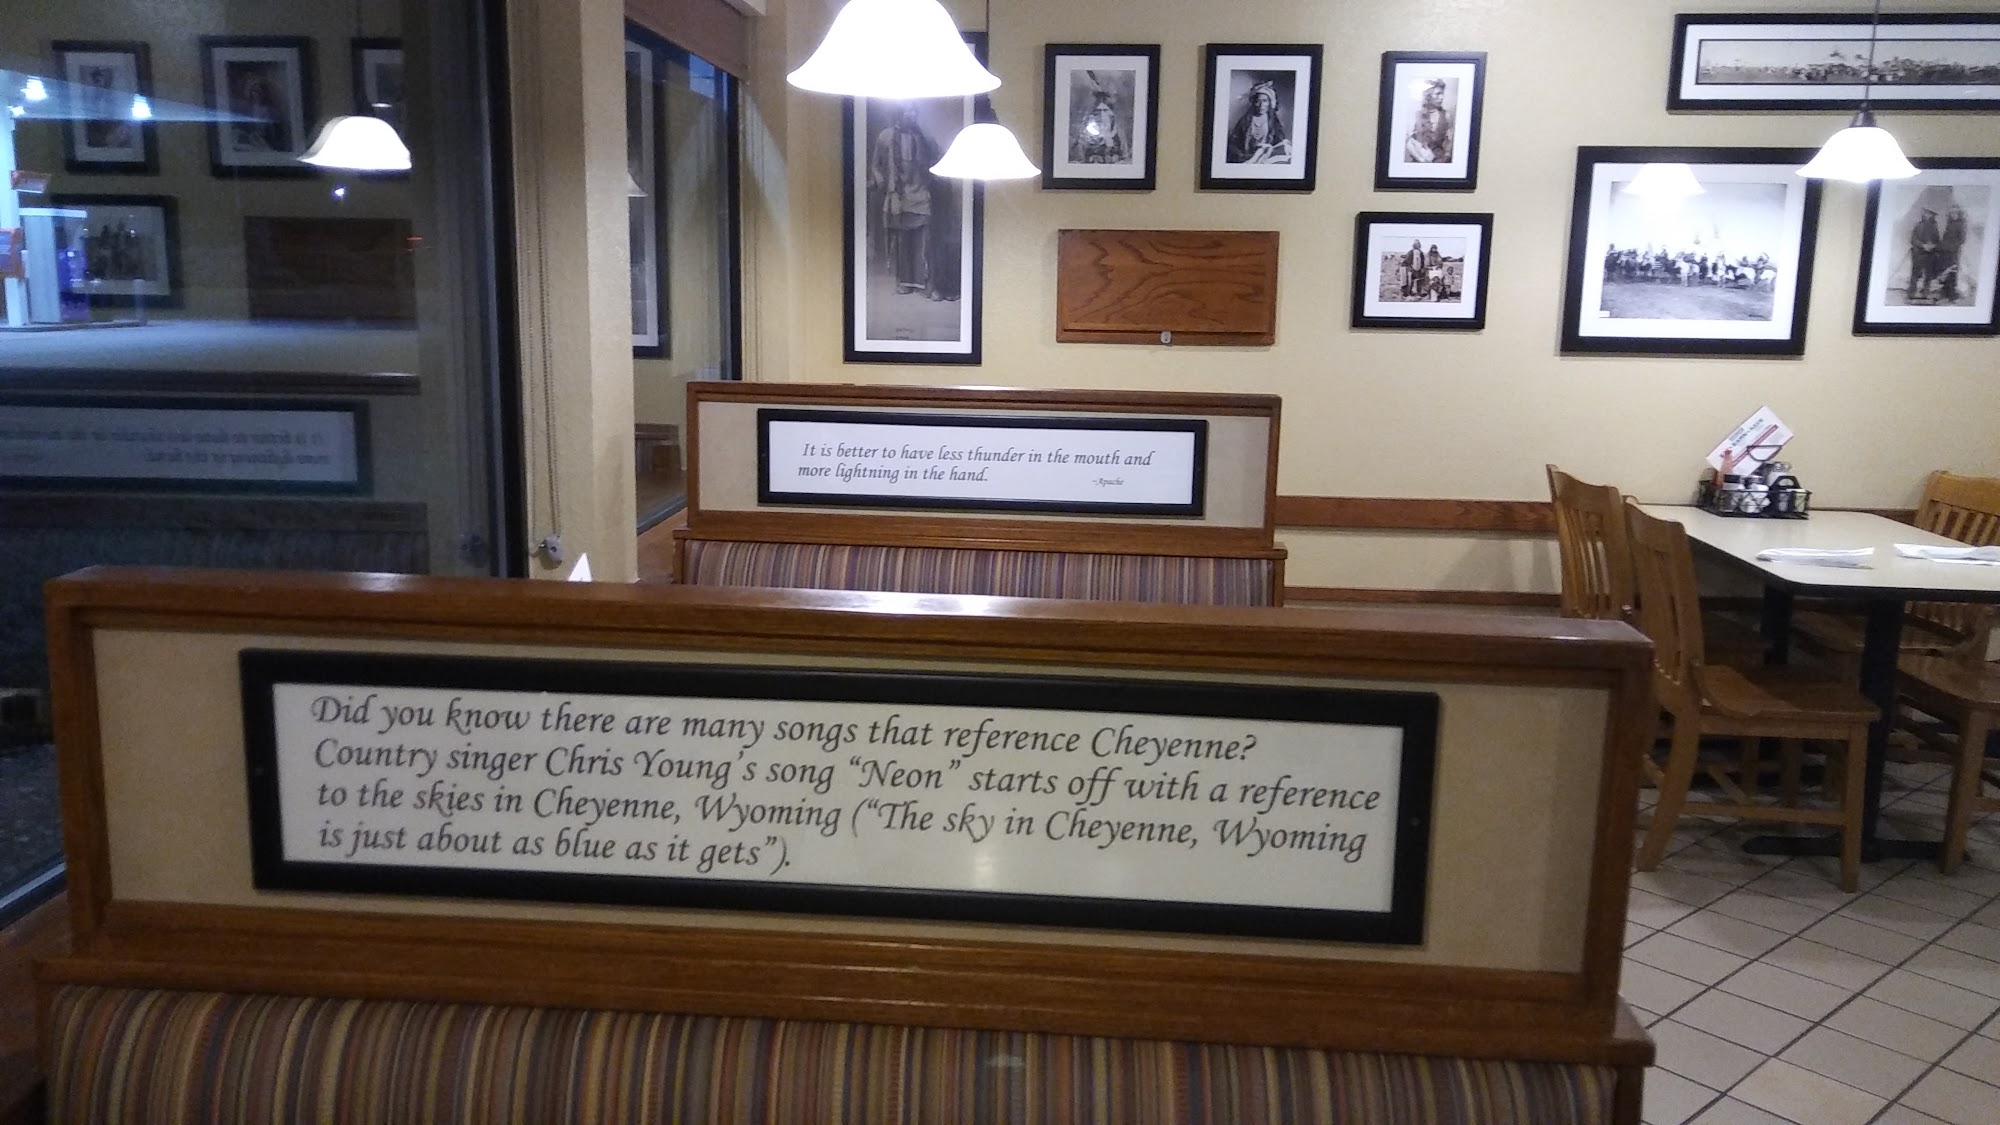 It is better to have less thunder in the mouth and
more lightning in the hand.
~Apache
Did you know there are many songs that reference Cheyenne?
Country singer Chris Young's song “Neon” starts off with a reference
to the skies in Cheyenne, Wyoming (“The sky in Cheyenne, Wyoming
is just about as blue as it gets”).